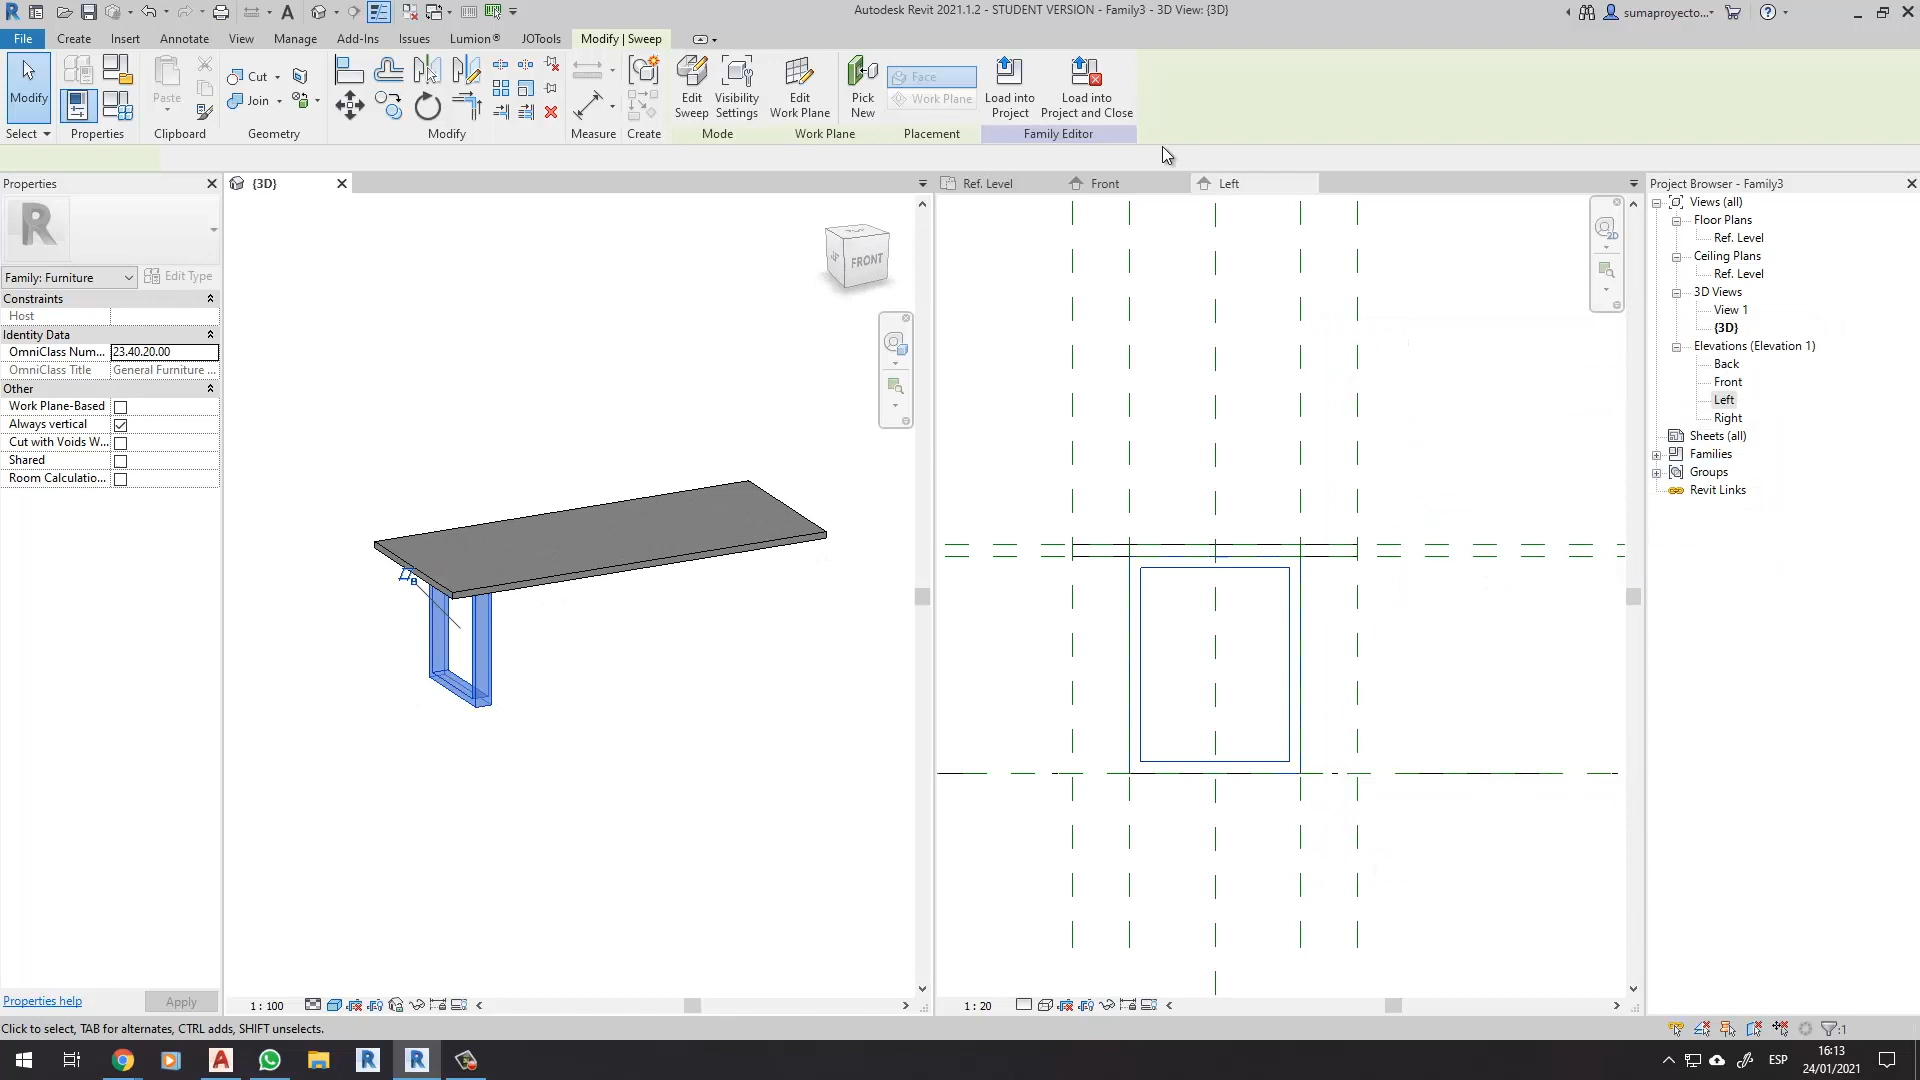 Autodesk Revit 2021.1.2 - STUDENT VERSION - Family3 - 3D View: {3D}
sumaproyecto...
File
Create
Insert
Annotate
View
Manage
Add-Ins
Issues
Lumion®
JOTools
Modify | Sweep
Modify
Paste
Cut
Join
Edit Sweep
Visibility Settings
Edit Work Plane
Pick New
Face
Work Plane
Load into Project
Load into Project and Close
Select
Properties
Clipboard
Geometry
Modify
Measure
Create
Mode
Work Plane
Placement
Family Editor
Properties
{3D}
Ref. Level
Front
Left
Project Browser - Family3
Family: Furniture
Edit Type
Constraints
Host
Identity Data
OmniClass Num... 23.40.20.00
OmniClass Title General Furniture ...
Other
Work Plane-Based
Always vertical
Cut with Voids W...
Shared
Room Calculatio...
FRONT
2D
Views (all)
Floor Plans
Ref. Level
Ceiling Plans
Ref. Level
3D Views
View 1
{3D}
Elevations (Elevation 1)
Back
Front
Left
Right
Sheets (all)
Families
Groups
Revit Links
Properties help
Apply
1 : 100
1 : 20
Click to select, TAB for alternates, CTRL adds, SHIFT unselects.
:1
ESP
16:13
24/01/2021